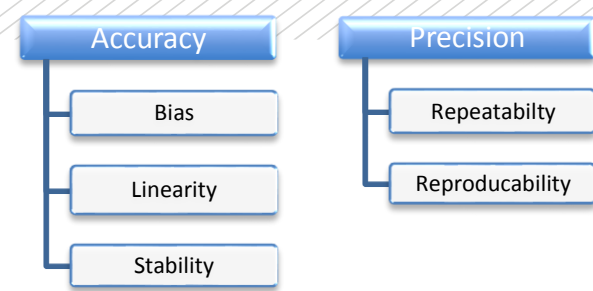 Accuracy
Bias
Linearity
Stability
Precision
Repeatabilty
Reproducability